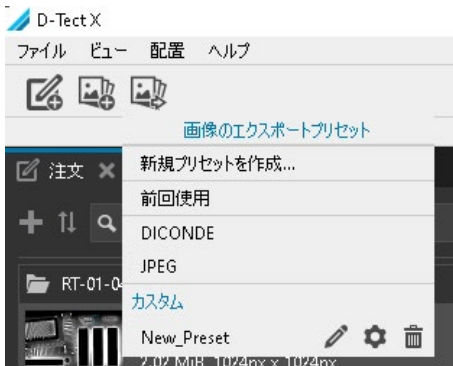 D-Tect X
ファイル ビュー 配置 ヘルプ
画像のエクスポートプリセット
注文
新規プリセットを作成...
前回使用
DICONDE
JPEG
RT-01-0
カスタム
New_Preset
2.02 MiB, 1024px x 1024px